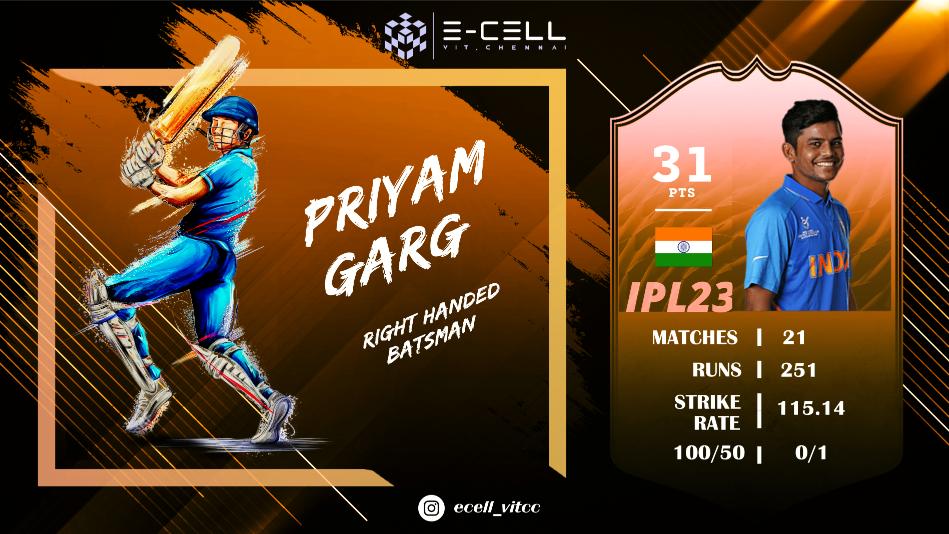 E-CELL
VIT, CHENNAI
PRIYAM
GARG
RIGHT HANDED
BATSMAN
31
PTS
INDIA
IPL23
MATCHES | 21
RUNS | 251
STRIKE
RATE | 115.14
100/50 | 0/1
ecell_vitcc